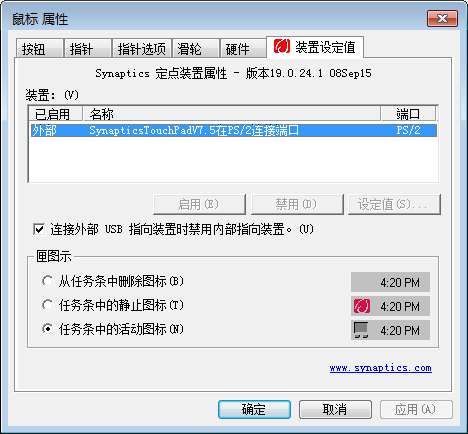 鼠标 属性
按钮 指针 指针选项 滑轮 硬件 装置设定值
Synaptics 定点装置属性 - 版本19.0.24.1 08Sep15
装置：(V)
已启用 名称 端口
外部 SynapticsTouchPadV7.5在PS/2连接端口 PS/2
启用(E) 禁用(D) 设定值(S)...
连接外部 USB 指向装置时禁用内部指向装置。(U)
匣图示
从任务条中删除图标(B) 4:20 PM
任务条中的静止图标(T) 4:20 PM
任务条中的活动图标(N) 4:20 PM
www.synaptics.com
确定 取消 应用(A)